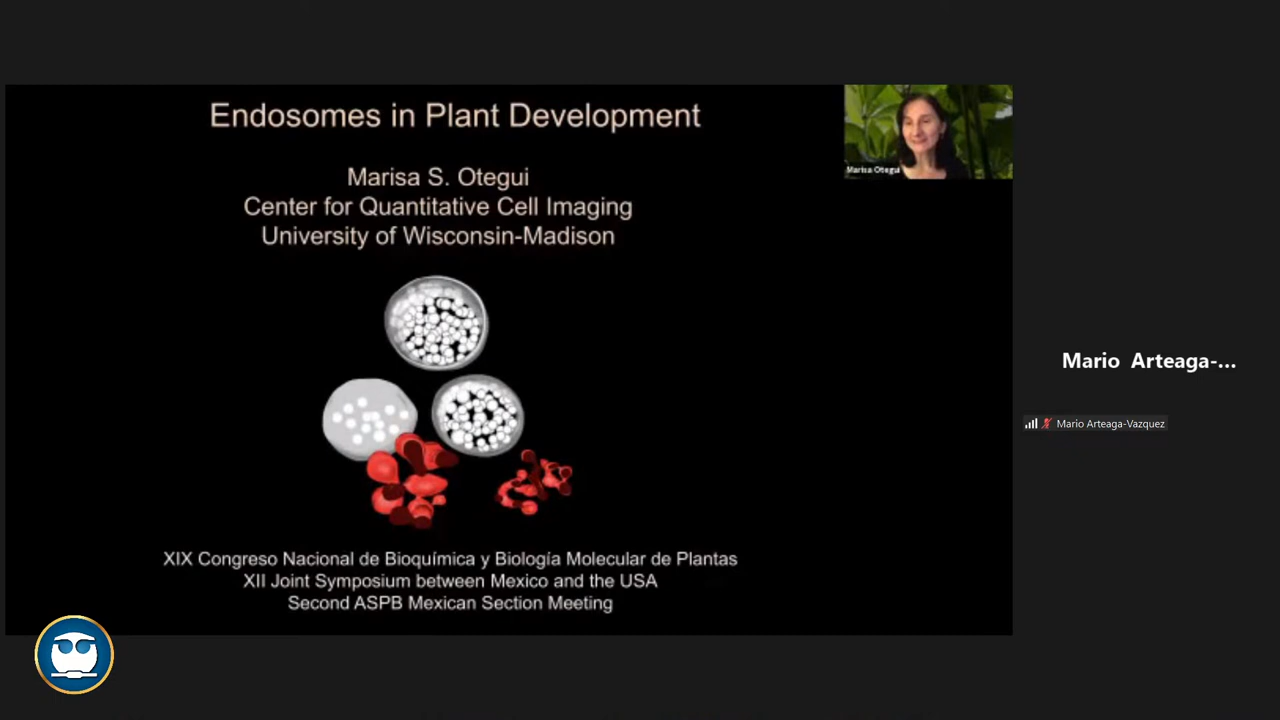 Endosomes in Plant Development
Marisa S. Otegui
Center for Quantitative Cell Imaging
University of Wisconsin-Madison
XIX Congreso Nacional de Bioquímica y Biología Molecular de Plantas
XII Joint Symposium between Mexico and the USA
Second ASPB Mexican Section Meeting
Marisa Otegui
Mario Arteaga-...
Mario Arteaga-Vazquez